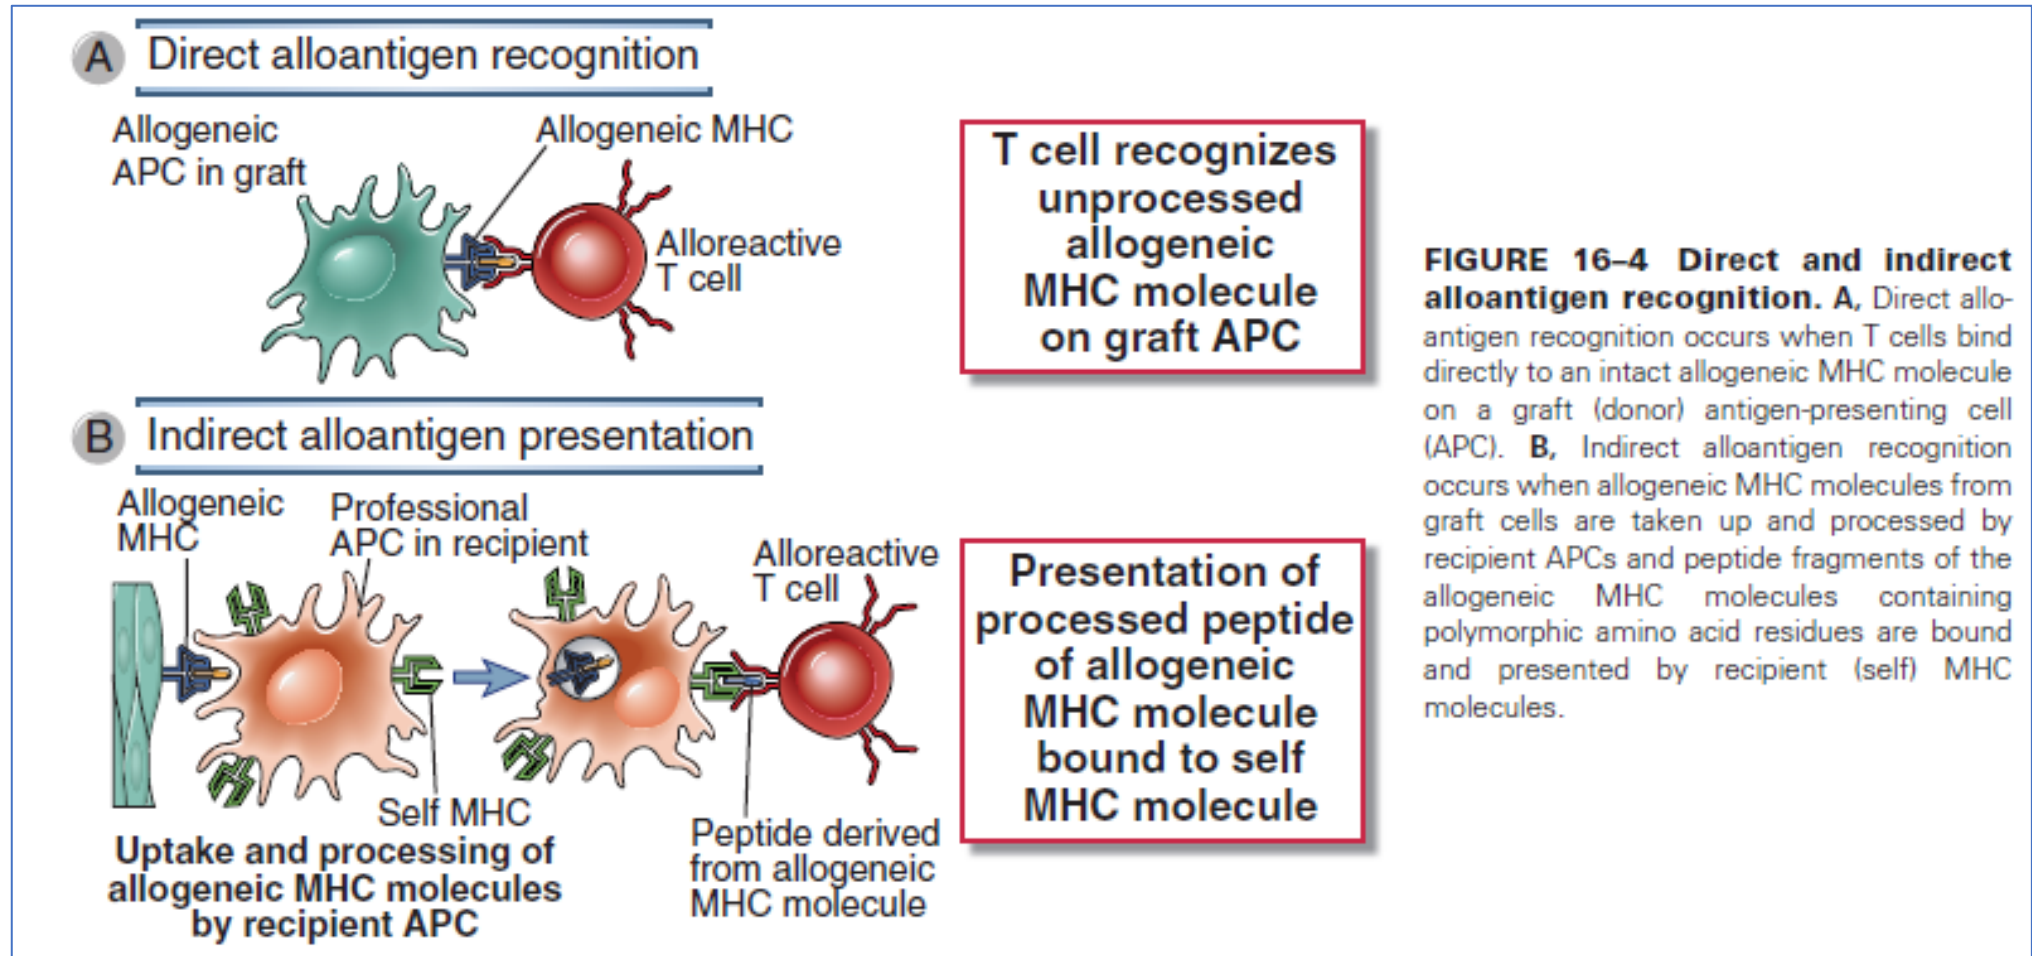 A Direct alloantigen recognition
Allogeneic
APC in graft
Allogeneic MHC
Alloreactive
T cell
T cell recognizes
unprocessed
allogeneic
MHC molecule
on graft APC
B Indirect alloantigen presentation
Allogeneic
MHC
Professional
APC in recipient
Alloreactive
T cell
Self MHC
Uptake and processing of
allogeneic MHC molecules
by recipient APC
Peptide derived
from allogeneic
MHC molecule
Presentation of
processed peptide
of allogeneic
MHC molecule
bound to self
MHC molecule
FIGURE 16–4 Direct and indirect
alloantigen recognition. A, Direct allo-
antigen recognition occurs when T cells bind
directly to an intact allogeneic MHC molecule
on a graft (donor) antigen-presenting cell
(APC). B, Indirect alloantigen recognition
occurs when allogeneic MHC molecules from
graft cells are taken up and processed by
recipient APCs and peptide fragments of the
allogeneic MHC molecules containing
polymorphic amino acid residues are bound
and presented by recipient (self) MHC
molecules.